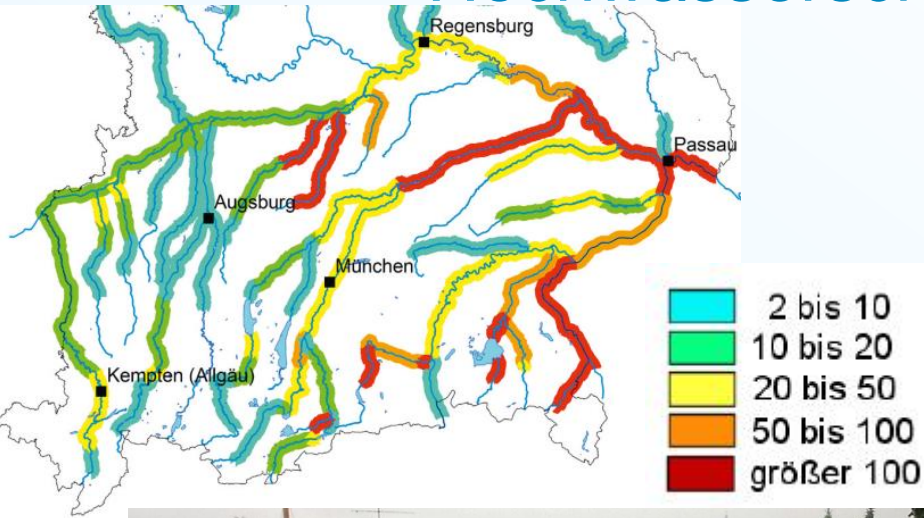 Regensburg
Passau
Augsburg
München
Kempten (Allgäu)
2 bis 10
10 bis 20
20 bis 50
50 bis 100
größer 100